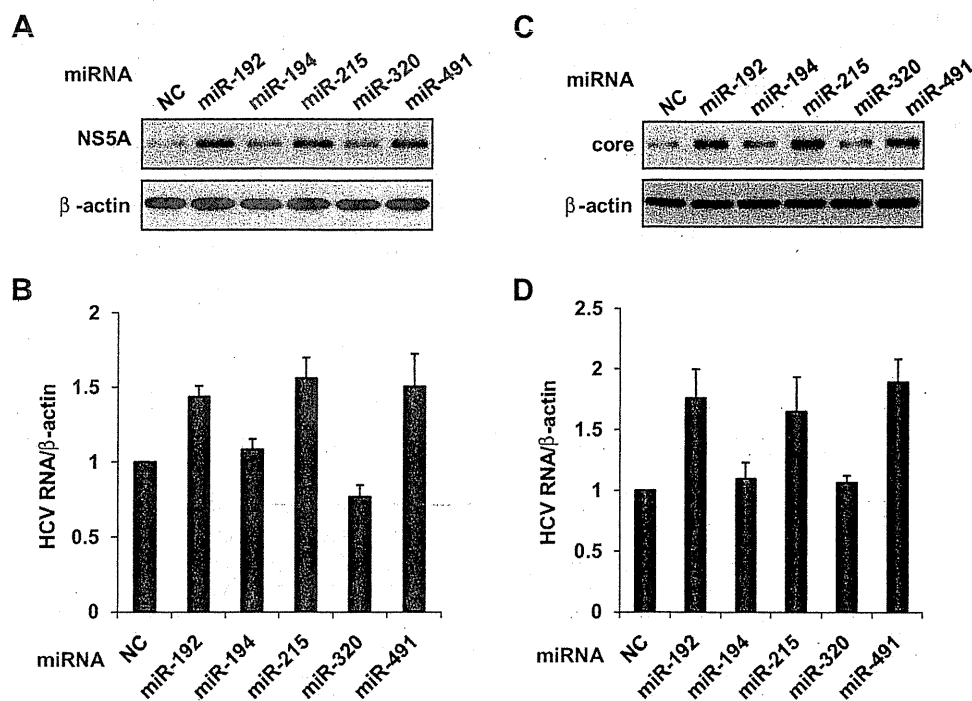 A
miRNA
NC miR-192 miR-194 miR-215 miR-320 miR-491
NS5A
β-actin
B
HCV RNA/β-actin
2
1.5
1
0.5
0
miRNA
NC miR-192 miR-194 miR-215 miR-320 miR-491
C
miRNA
NC miR-192 miR-194 miR-215 miR-320 miR-491
core
β-actin
D
HCV RNA/β-actin
2.5
2
1.5
1
0.5
0
miRNA
NC miR-192 miR-194 miR-215 miR-320 miR-491